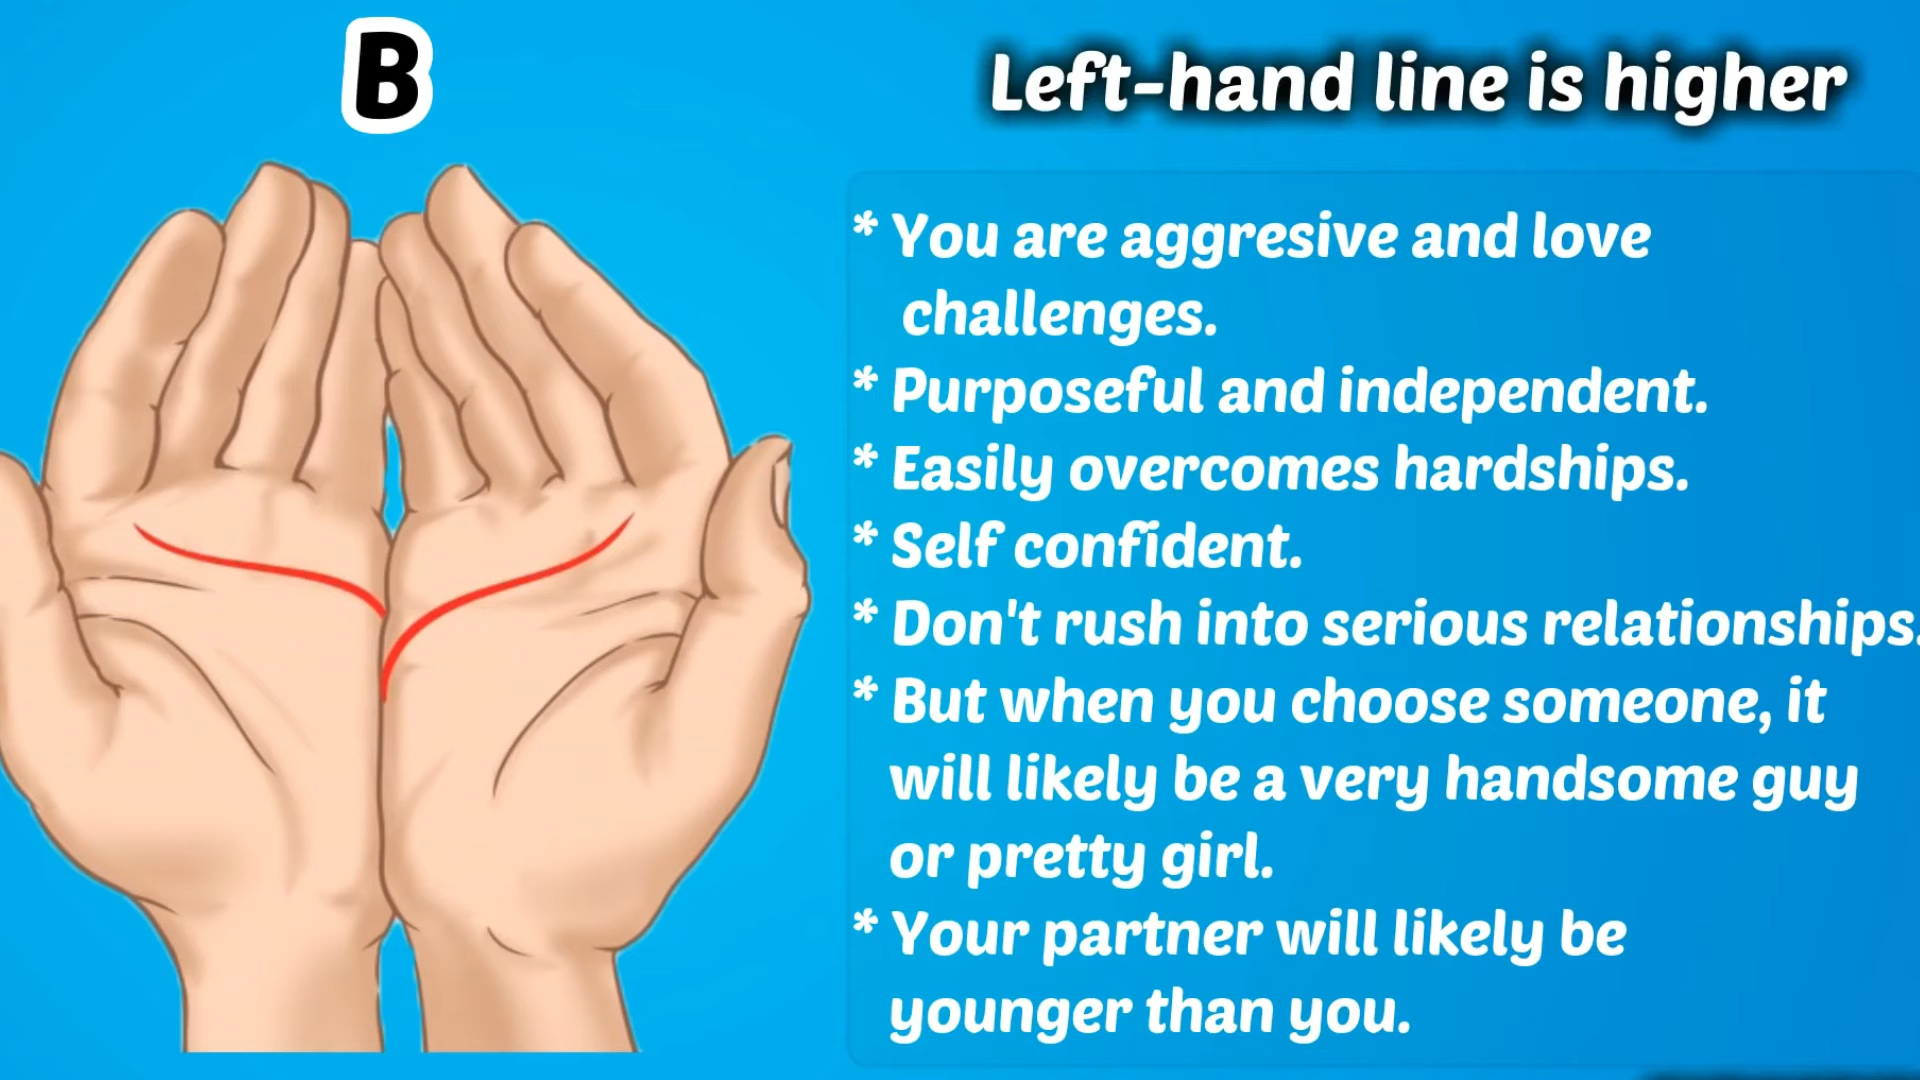 B
Left-hand line is higher
* You are aggresive and love
challenges.
* Purposeful and independent.
* Easily overcomes hardships.
* Self confident.
* Don't rush into serious relationships.
* But when you choose someone, it
will likely be a very handsome guy
or pretty girl.
* Your partner will likely be
younger than you.